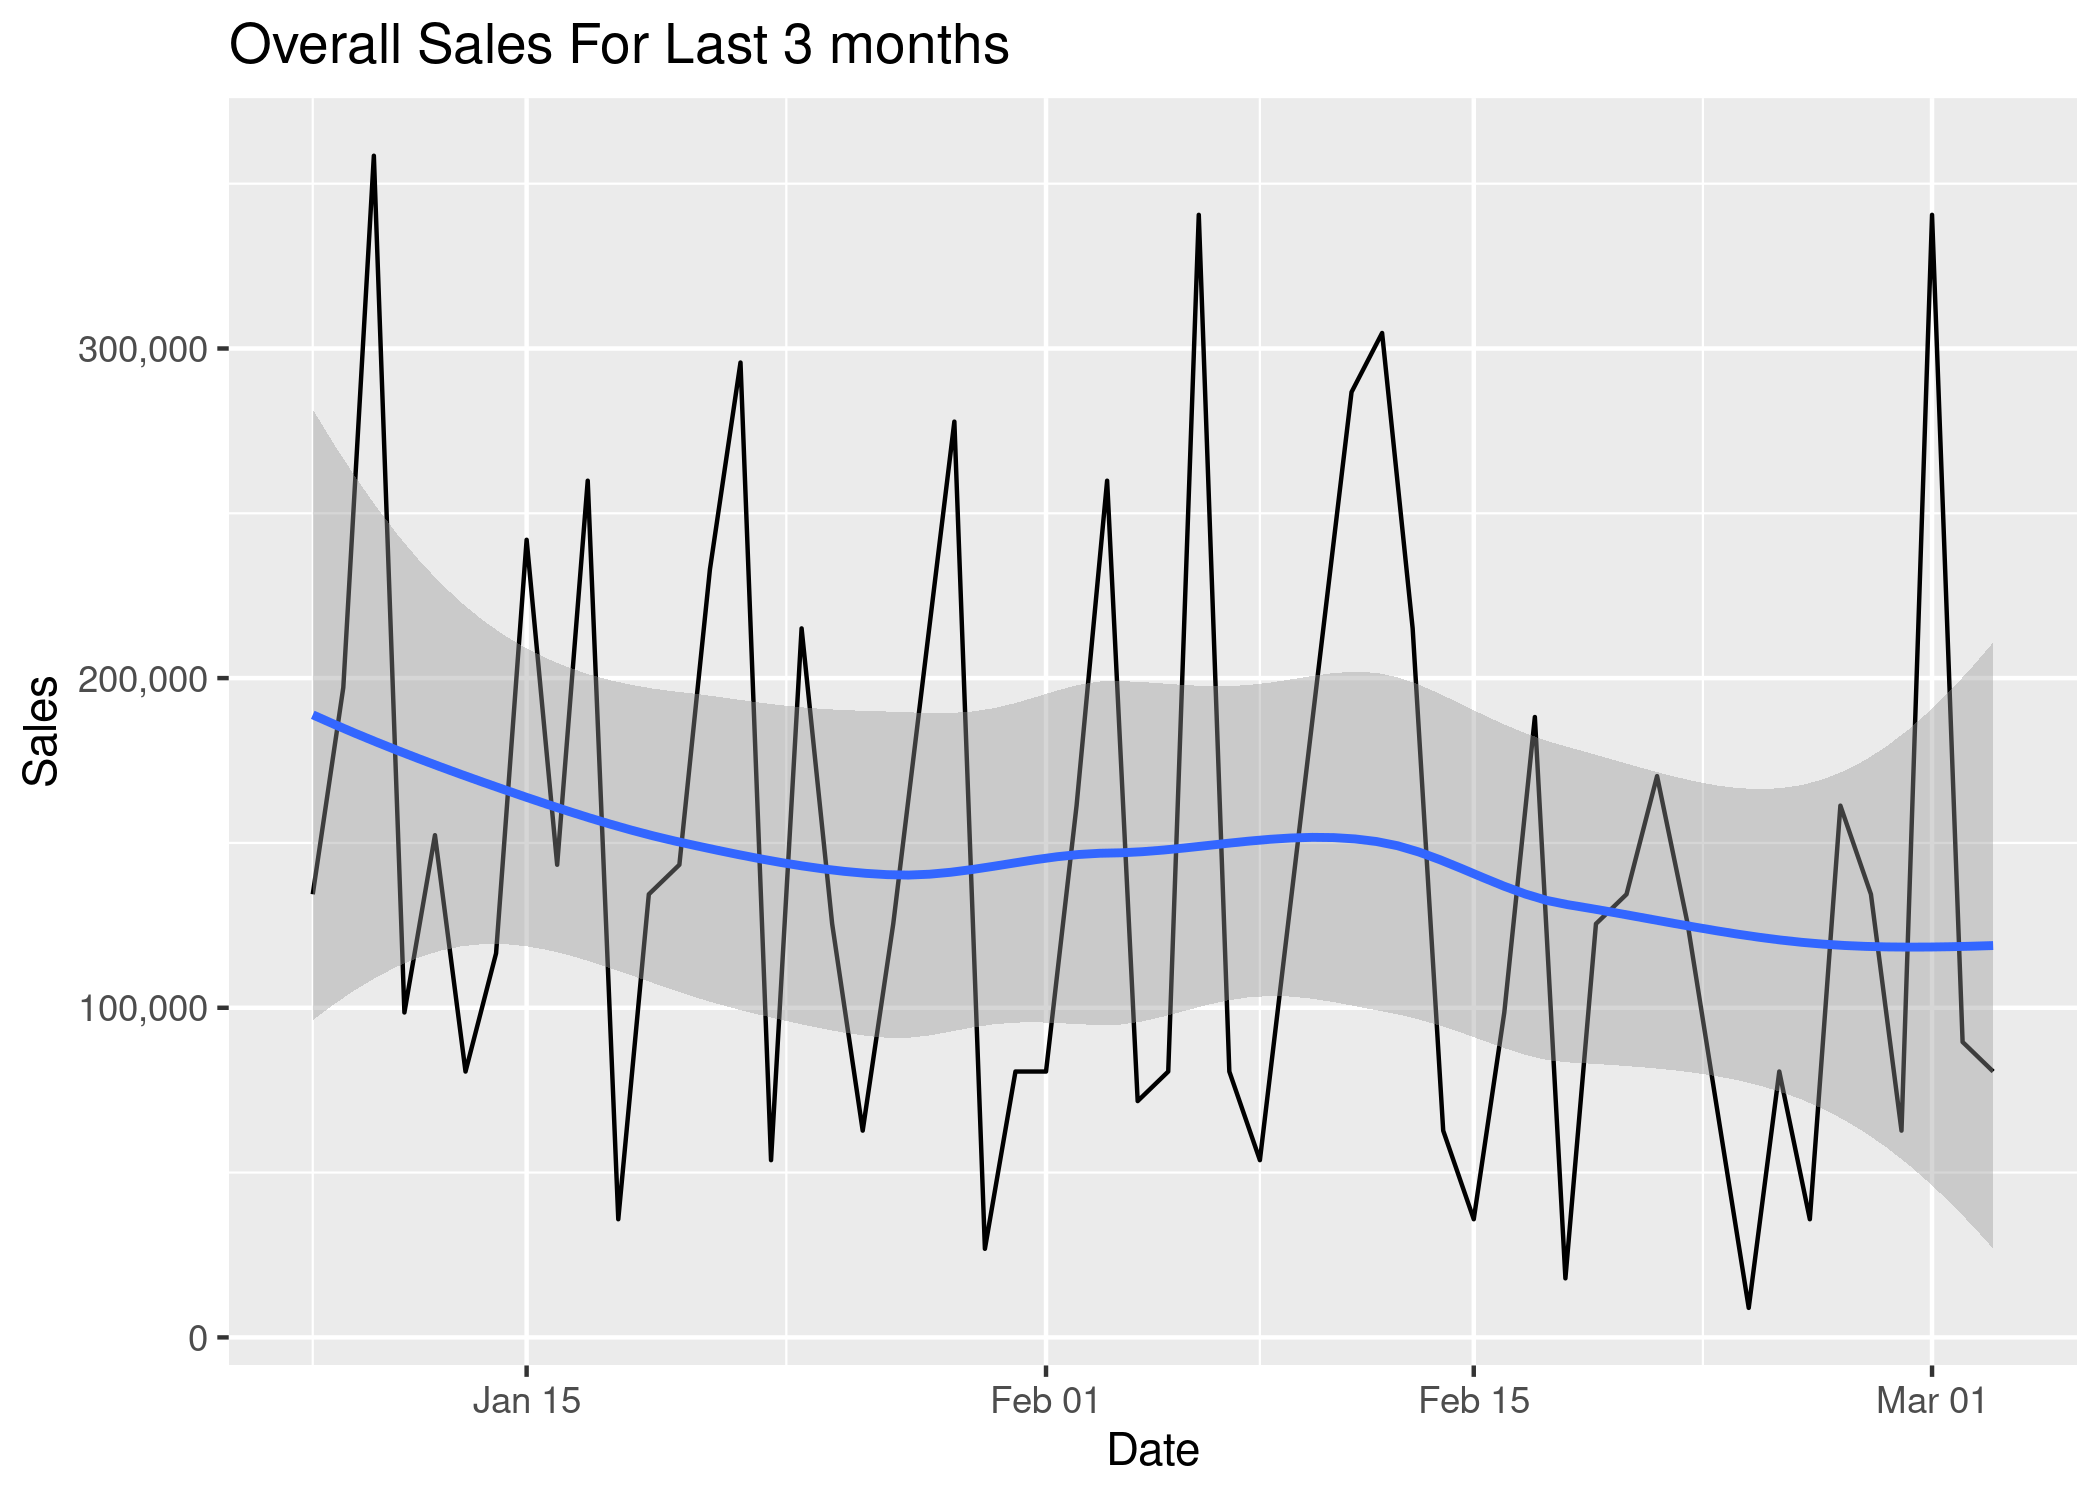 Overall Sales For Last 3 months
Sales
300,000
200,000
100,000
0
Jan 15
Feb 01
Feb 15
Mar 01
Date